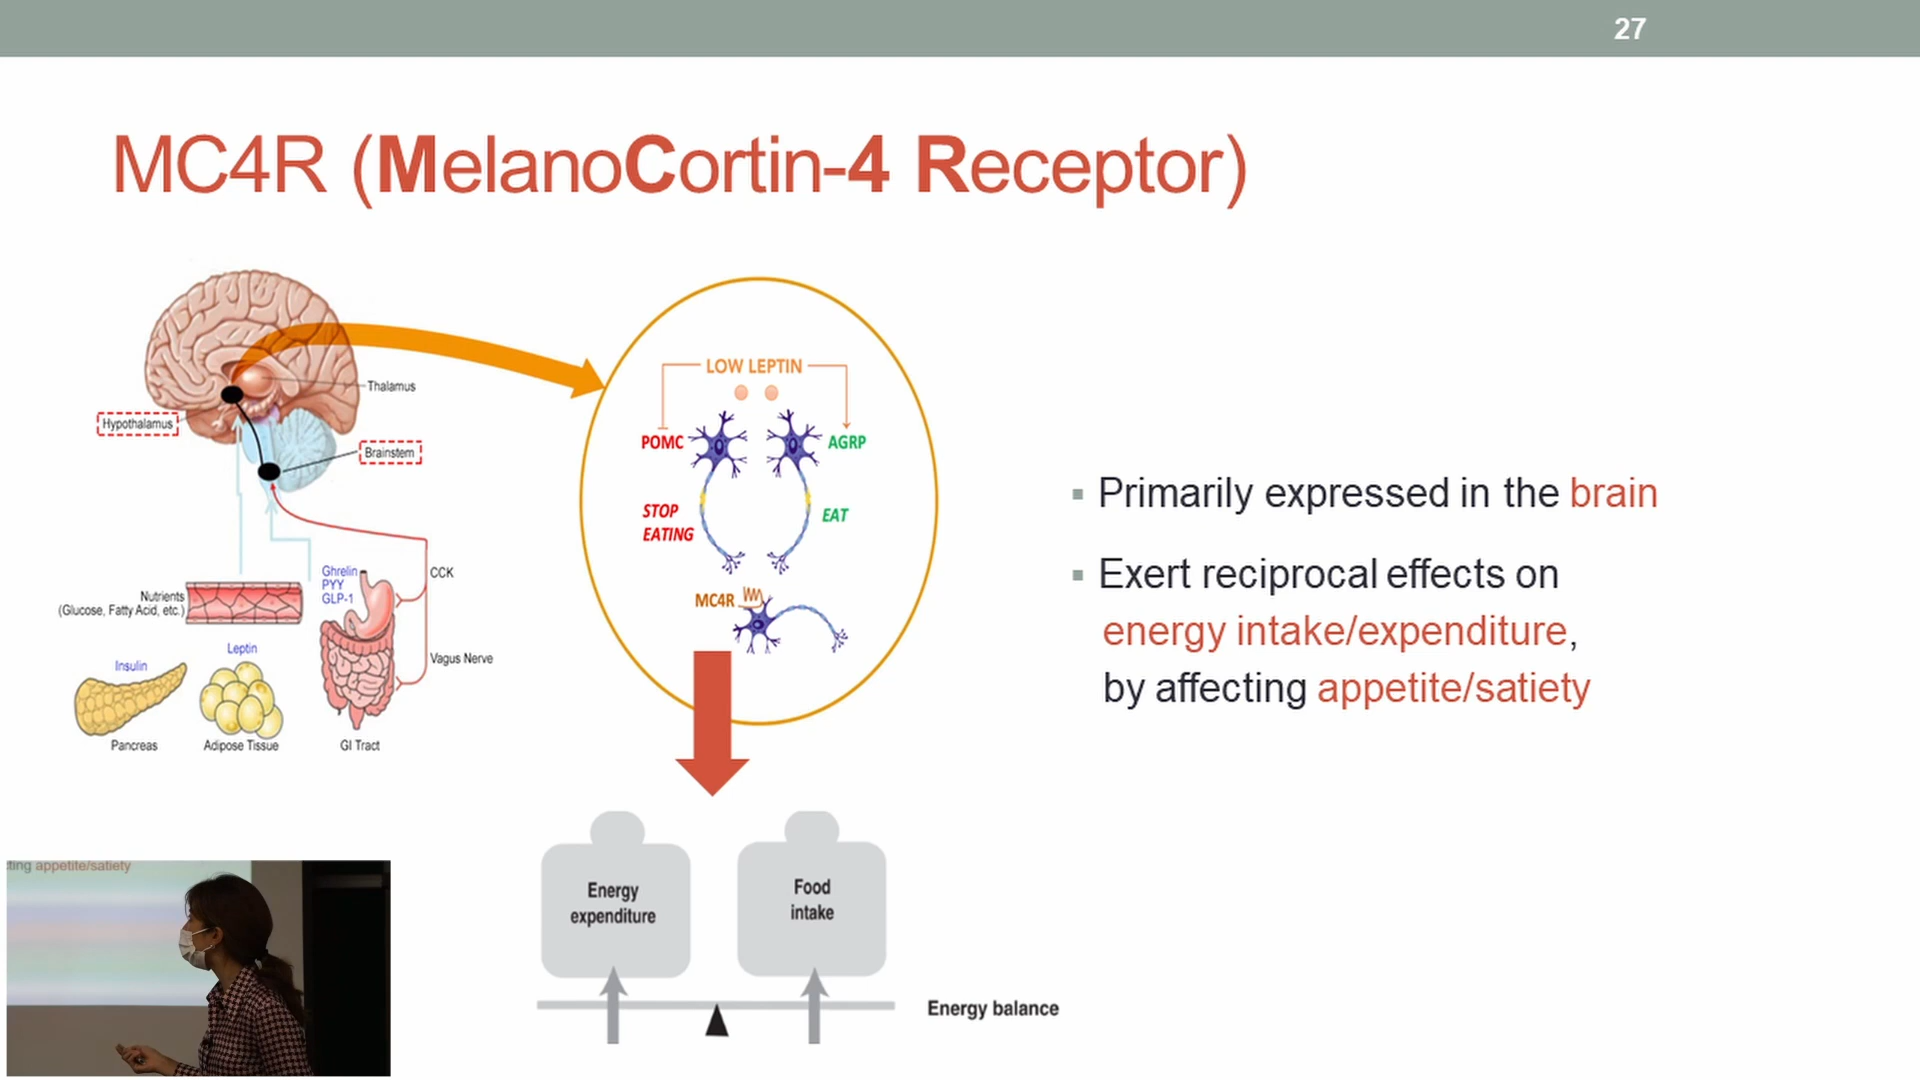 27
MC4R (MelanoCortin-4 Receptor)
Thalamus
Hypothalamus
Brainstem
Nutrients
(Glucose, Fatty Acid, etc.)
Ghrelin
PYY
GLP-1
CCK
Insulin
Leptin
Vagus Nerve
Pancreas
Adipose Tissue
GI Tract
LOW LEPTIN
POMC
AGRP
STOP
EATING
EAT
MC4R
Energy
expenditure
Food
intake
Energy balance
▪ Primarily expressed in the brain
▪ Exert reciprocal effects on
energy intake/expenditure,
by affecting appetite/satiety
appetite/satiety